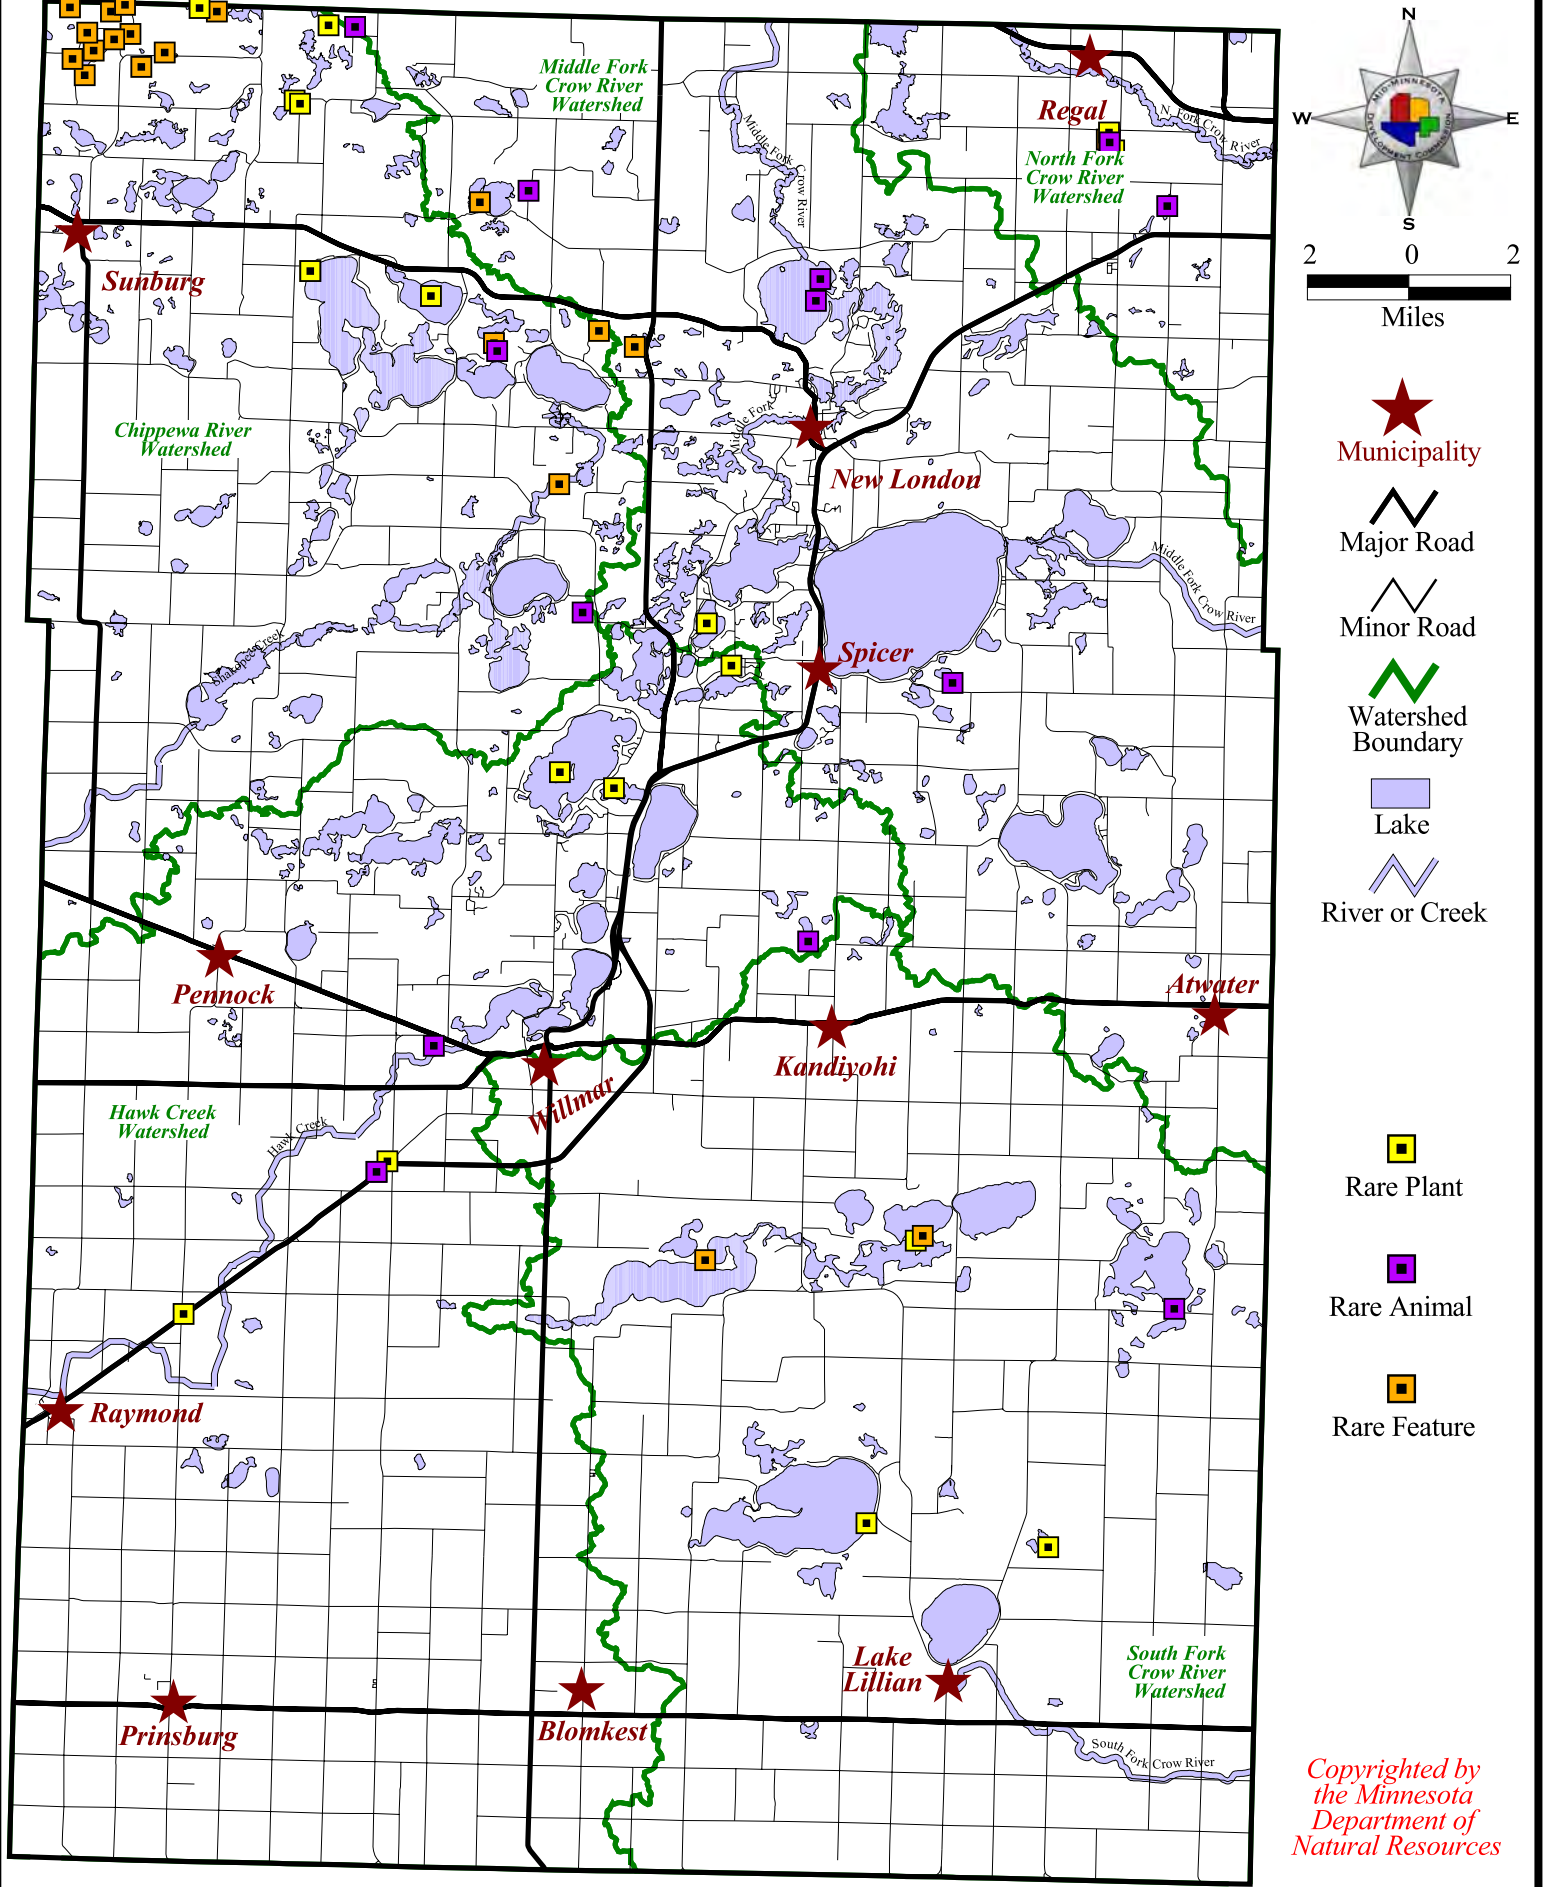 Middle Fork
Crow River
Watershed
Regal
N. Fork Crow River
North Fork
Crow River
Watershed
Middle Fork Crow River
Sunburg
Chippewa River
Watershed
Middle Fork
New London
Middle Fork Crow River
Shakopee Creek
Spicer
Pennock
Atwater
Kandiyohi
Willmar
Hawk Creek
Watershed
Hawk Creek
Raymond
Lake
Lillian
South Fork
Crow River
Watershed
Prinsburg
Blomkest
South Fork Crow River
N
W
E
S
MID-MINNESOTA
DEVELOPMENT COMMISSION
2 0 2
Miles
Municipality
Major Road
Minor Road
Watershed
Boundary
Lake
River or Creek
Rare Plant
Rare Animal
Rare Feature
Copyrighted by
the Minnesota
Department of
Natural Resources